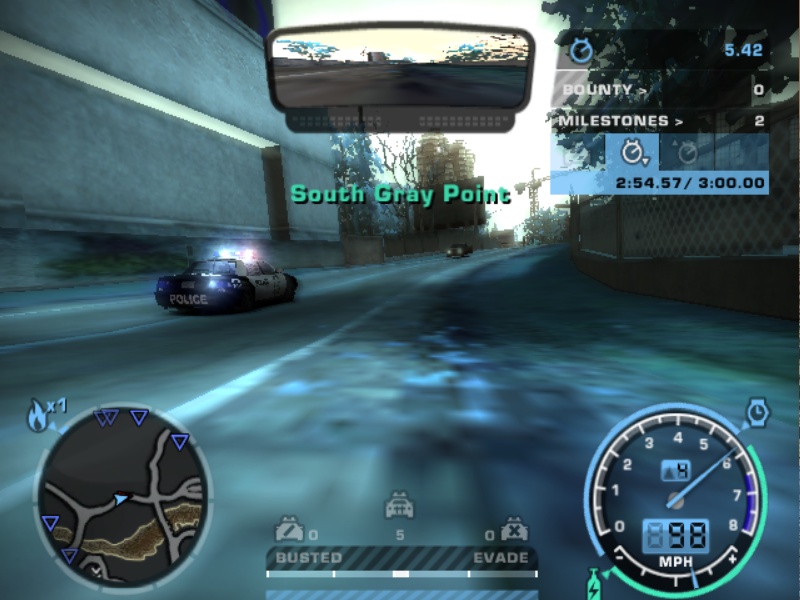 5.42
BOUNTY > 0
MILESTONES > 2
2:54.57/ 3:00.00
South Gray Point
POLICE
x1
0 5 0
BUSTED EVADE
0 1 2 3 4 5 6 7 8
4
98
MPH
- +